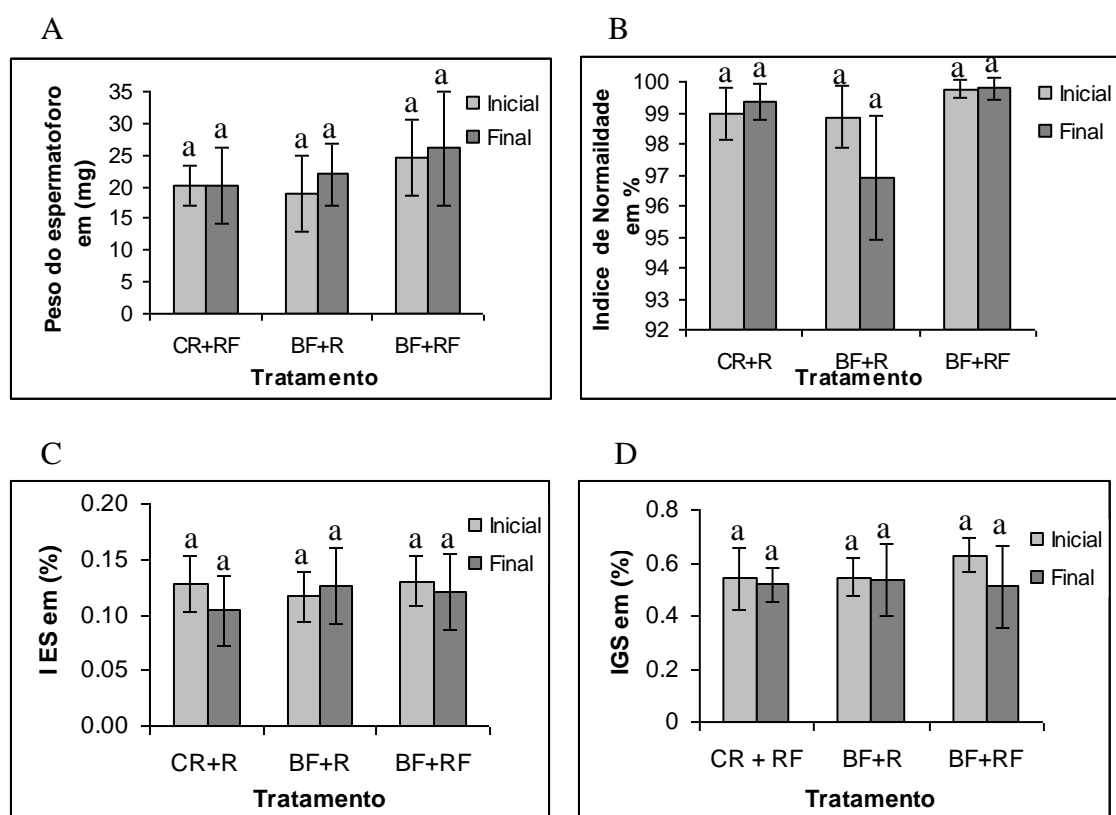 A
Peso do espermatoforo
em (mg)
35
30
25
20
15
10
5
0
a a a a a a
Inicial
Final
CR+RF BF+R BF+RF
Tratamento
B
Indice de Normaildade
em %
100
99
98
97
96
95
94
93
92
a a a a a a
Inicial
Final
CR+R BF+R BF+RF
Tratamento
C
I ES em (%)
0.20
0.15
0.10
0.05
0.00
a a a a a a
Inicial
Final
CR+R BF+R BF+RF
Tratamento
D
IGS em (%)
0.8
0.6
0.4
0.2
0
a a a a a a
Inicial
Final
CR + RF BF+R BF+RF
Tratamento